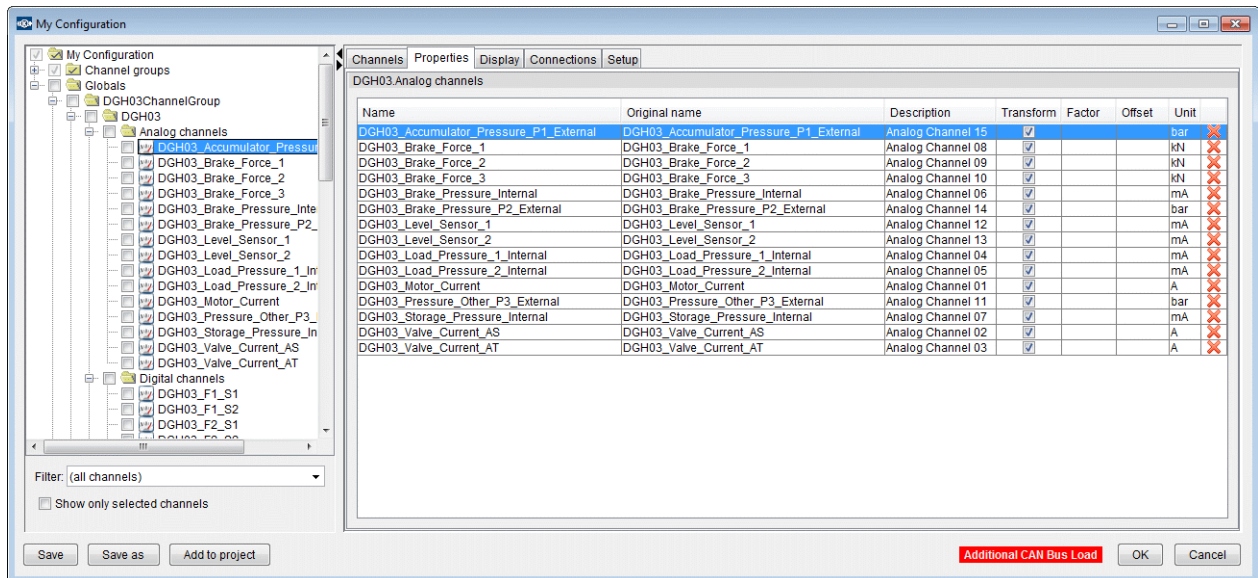 My Configuration
My Configuration
Channel groups
Globals
DGH03ChannelGroup
DGH03
Analog channels
DGH03_Accumulator_Pressur
DGH03_Brake_Force_1
DGH03_Brake_Force_2
DGH03_Brake_Force_3
DGH03_Brake_Pressure_Inte
DGH03_Brake_Pressure_P2_
DGH03_Level_Sensor_1
DGH03_Level_Sensor_2
DGH03_Load_Pressure_1_In
DGH03_Load_Pressure_2_In
DGH03_Motor_Current
DGH03_Pressure_Other_P3_
DGH03_Storage_Pressure_In
DGH03_Valve_Current_AS
DGH03_Valve_Current_AT
Digital channels
DGH03_F1_S1
DGH03_F1_S2
DGH03_F2_S1
Filter: (all channels)
Show only selected channels
Channels Properties Display Connections Setup
DGH03.Analog channels
Name Original name Description Transform Factor Offset Unit
DGH03_Accumulator_Pressure_P1_External DGH03_Accumulator_Pressure_P1_External Analog Channel 15 bar
DGH03_Brake_Force_1 DGH03_Brake_Force_1 Analog Channel 08 kN
DGH03_Brake_Force_2 DGH03_Brake_Force_2 Analog Channel 09 kN
DGH03_Brake_Force_3 DGH03_Brake_Force_3 Analog Channel 10 kN
DGH03_Brake_Pressure_Internal DGH03_Brake_Pressure_Internal Analog Channel 06 mA
DGH03_Brake_Pressure_P2_External DGH03_Brake_Pressure_P2_External Analog Channel 14 bar
DGH03_Level_Sensor_1 DGH03_Level_Sensor_1 Analog Channel 12 mA
DGH03_Level_Sensor_2 DGH03_Level_Sensor_2 Analog Channel 13 mA
DGH03_Load_Pressure_1_Internal DGH03_Load_Pressure_1_Internal Analog Channel 04 mA
DGH03_Load_Pressure_2_Internal DGH03_Load_Pressure_2_Internal Analog Channel 05 mA
DGH03_Motor_Current DGH03_Motor_Current Analog Channel 01 A
DGH03_Pressure_Other_P3_External DGH03_Pressure_Other_P3_External Analog Channel 11 bar
DGH03_Storage_Pressure_Internal DGH03_Storage_Pressure_Internal Analog Channel 07 mA
DGH03_Valve_Current_AS DGH03_Valve_Current_AS Analog Channel 02 A
DGH03_Valve_Current_AT DGH03_Valve_Current_AT Analog Channel 03 A
Save Save as Add to project Additional CAN Bus Load OK Cancel